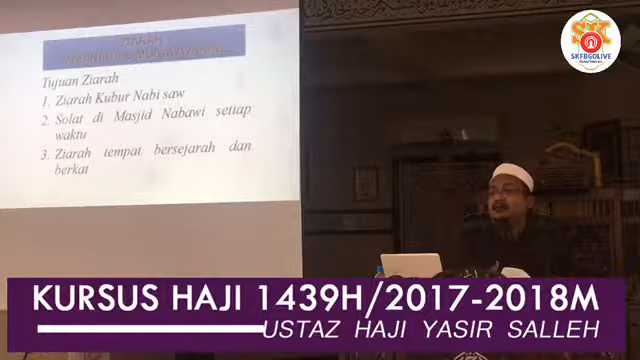 SKFBGOLIVE
ZIARAH
Tujuan Ziarah
1. Ziarah Kubur Nabi saw
2. Solat di Masjid Nabawi setiap
waktu
3. Ziarah tempat bersejarah dan
berkat
KURSUS HAJI 1439H/2017-2018M
USTAZ HAJI YASIR SALLEH